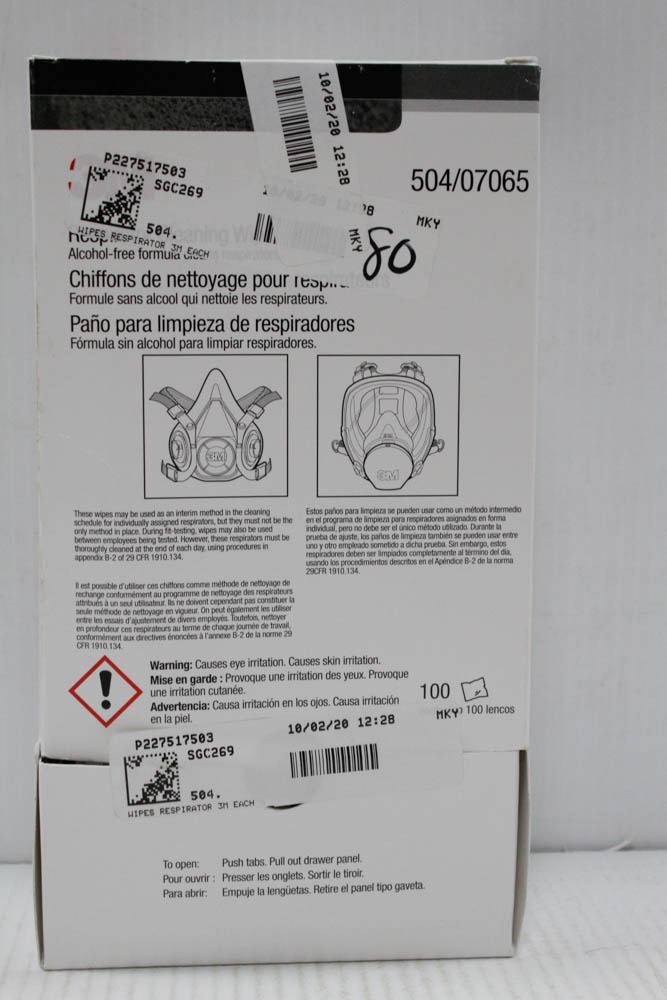 10/02/20 12:28
P227517503
SGC269
504/07065
MKY
80
MKY
504.
WIPES RESPIRATOR 3M EACH
Alcohol-free formula
Chiffons de nettoyage pour
Formule sans alcool qui nettoie les respirateurs.
Paño para limpieza de respiradores
Fórmula sin alcohol para limpiar respiradores.
3M
3M
These wipes may be used as an interim method in the cleaning
schedule for individually assigned respirators, but they must not be the
only method in place. During fit-testing, wipes may also be used
between employees being tested. However, these respirators must be
thoroughly cleaned at the end of each day, using procedures in
appendix B-2 of 29 CFR 1910.134.
Estos paños para limpieza se pueden usar como un método intermedio
en el programa de limpieza para respiradores asignados en forma
individual, pero no debe ser el único método utilizado. Durante la
prueba de ajuste, los paños de limpieza también se pueden usar entre
uno y otro empleado sometido a dicha prueba. Sin embargo, estos
respiradores deben ser limpiados completamente al término del día,
usando los procedimientos descritos en el Apéndice B-2 de la norma
29CFR 1910.134.
Il est possible d'utiliser ces chiffons comme méthode de nettoyage de
rechange conformément au programme de nettoyage des respirateurs
attribués à un seul utilisateur. Ils ne doivent cependant pas constituer la
seule méthode de nettoyage en vigueur. On peut également les utiliser
entre les essais d'ajustement de divers employés. Toutefois, nettoyer
en profondeur ces respirateurs au terme de chaque journée de travail,
conformément aux directives énoncées à l'annexe B-2 de la norme 29
CFR 1910.134.
Warning: Causes eye irritation. Causes skin irritation.
Mise en garde : Provoque une irritation des yeux. Provoque
une irritation cutanée.
Advertencia: Causa irritación en los ojos. Causa irritación
en la piel.
100
MKY
100 lencos
P227517503
SGC269
10/02/20 12:28
504.
WIPES RESPIRATOR 3M EACH
To open: Push tabs. Pull out drawer panel.
Pour ouvrir : Presser les onglets. Sortir le tiroir.
Para abrir: Empuje la lengüetas. Retire el panel tipo gaveta.